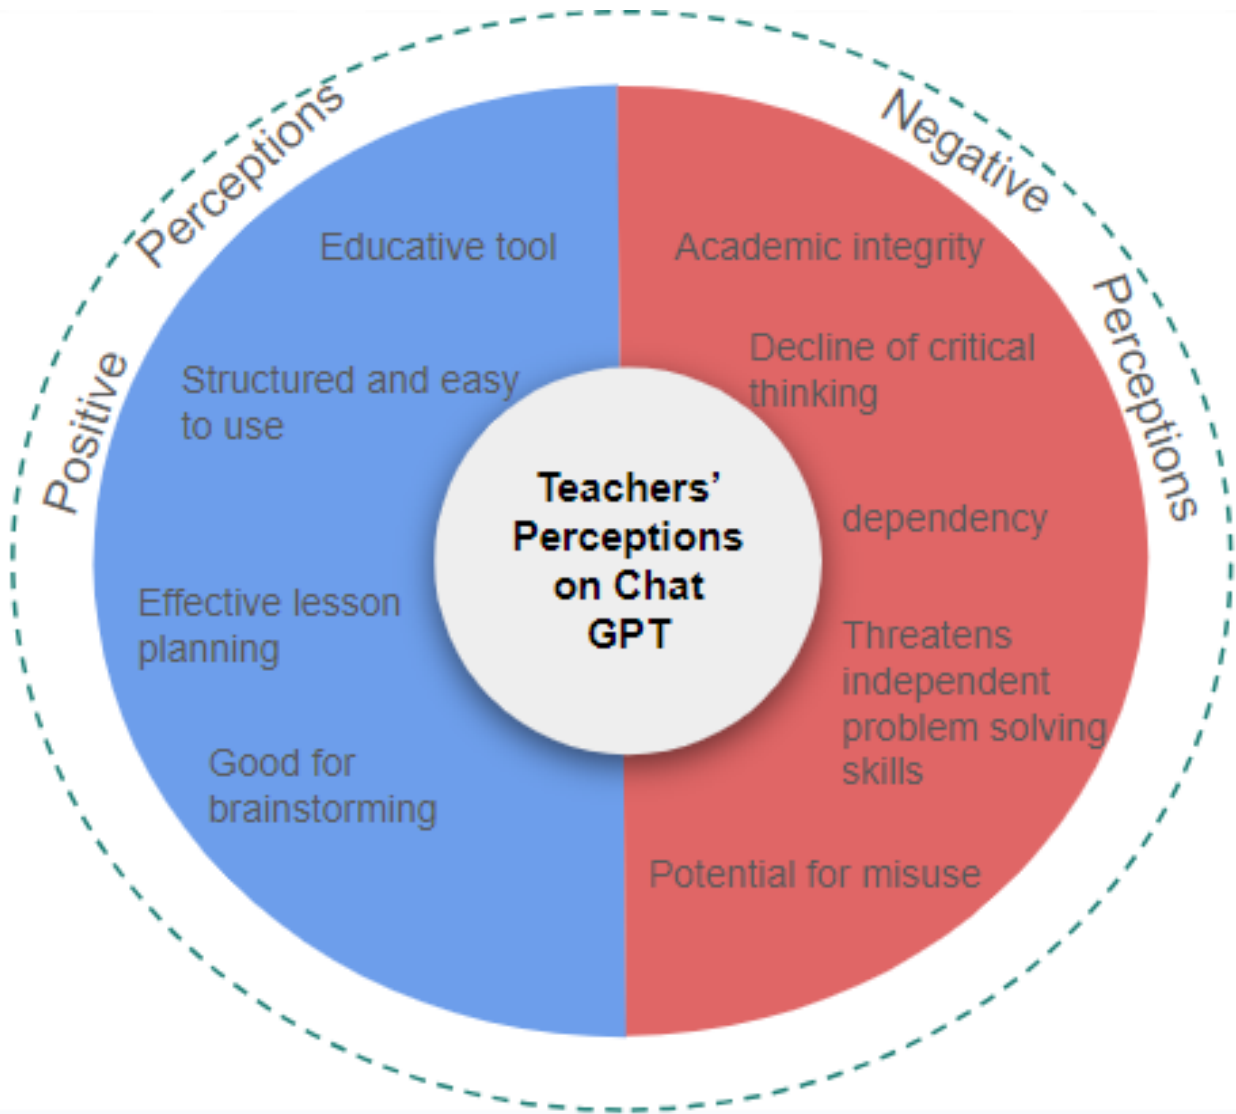 Positive Perceptions
Negative Perceptions
Educative tool
Structured and easy
to use
Effective lesson
planning
Good for
brainstorming
Teachers’
Perceptions
on Chat
GPT
Academic integrity
Decline of critical
thinking
dependency
Threatens
independent
problem solving
skills
Potential for misuse